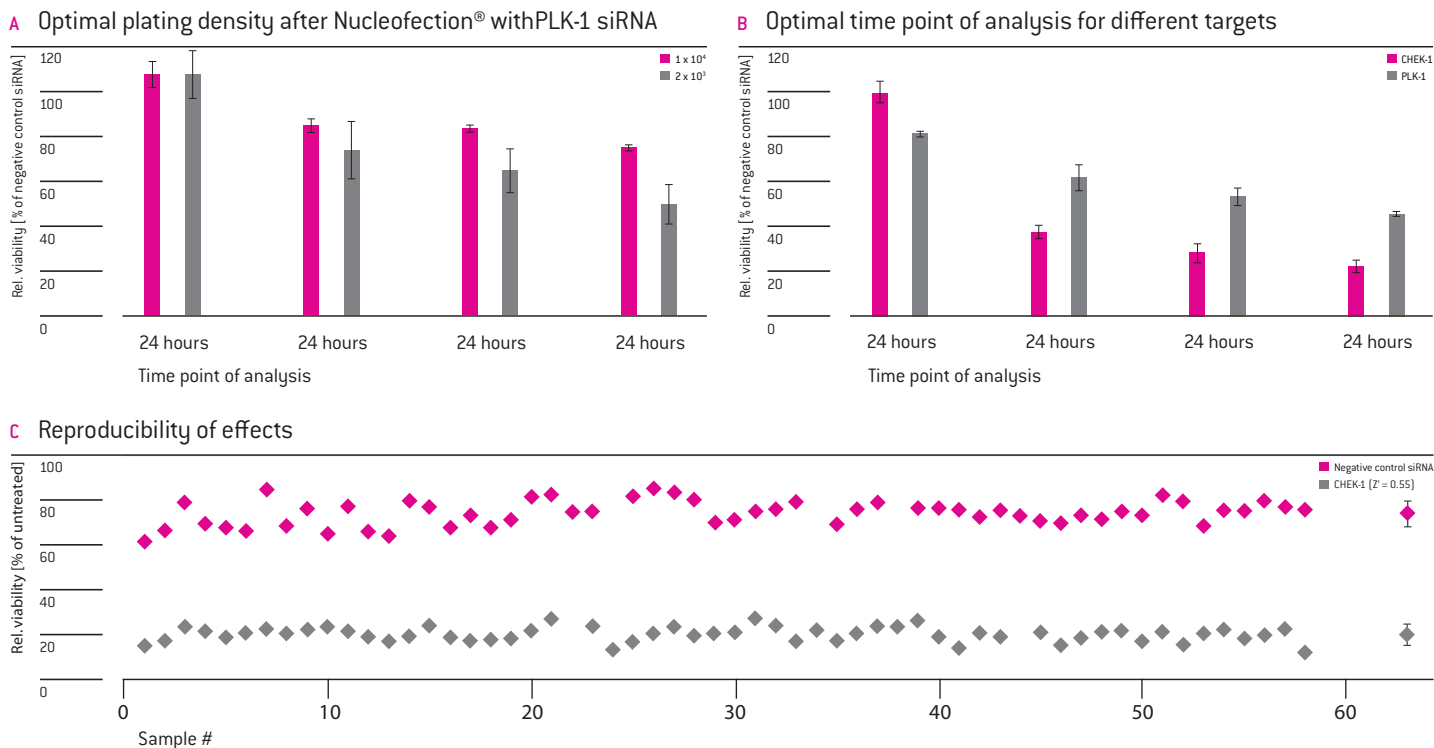 A Optimal plating density after Nucleofection® withPLK-1 siRNA
Rel. viability [% of negative control siRNA]
120
100
80
60
40
20
0
1 x 10⁴
2 x 10³
24 hours 24 hours 24 hours 24 hours
Time point of analysis
B Optimal time point of analysis for different targets
Rel. viability [% of negative control siRNA]
120
100
80
60
40
20
0
CHEK-1
PLK-1
24 hours 24 hours 24 hours 24 hours
Time point of analysis
C Reproducibility of effects
Rel. viability [% of untreated]
100
80
60
40
20
0
Negative control siRNA
CHEK-1 (Z' = 0.55)
0 10 20 30 40 50 60
Sample #